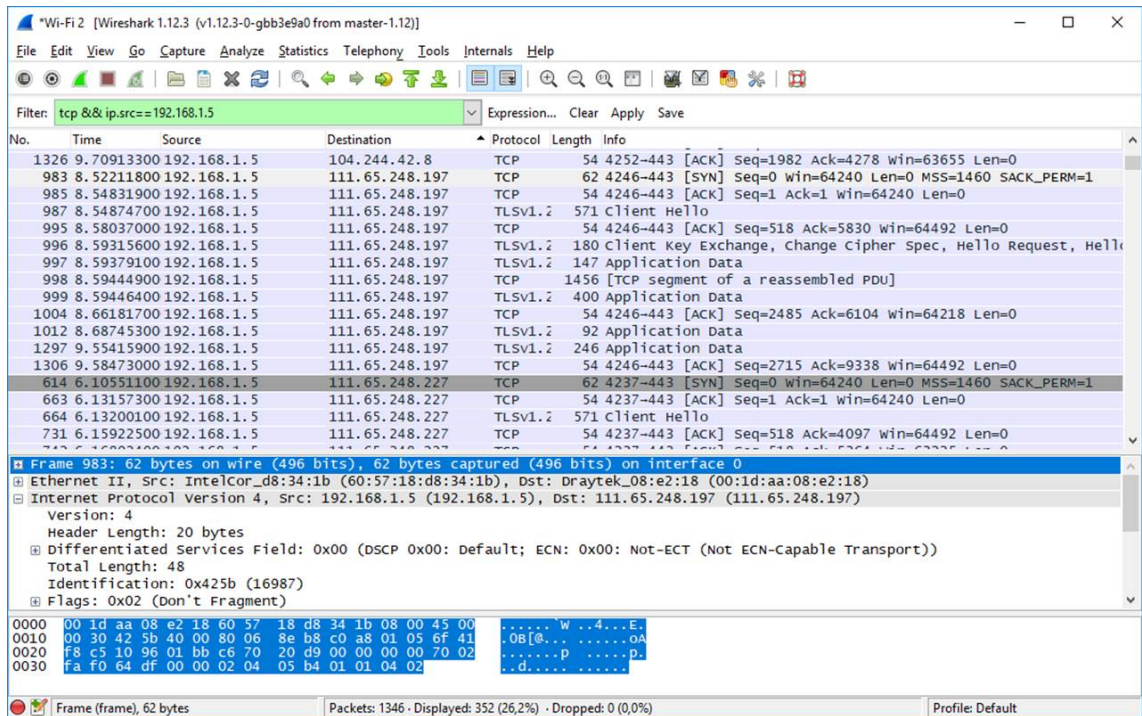 *Wi-Fi 2 [Wireshark 1.12.3 (v1.12.3-0-gbb3e9a0 from master-1.12)]
File Edit View Go Capture Analyze Statistics Telephony Tools Internals Help
Filter: tcp && ip.src==192.168.1.5 Expression... Clear Apply Save
No. Time Source Destination Protocol Length Info
1326 9.70913300 192.168.1.5 104.244.42.8 TCP 54 4252→443 [ACK] Seq=1982 Ack=4278 Win=63655 Len=0
983 8.52211800 192.168.1.5 111.65.248.197 TCP 62 4246→443 [SYN] Seq=0 Win=64240 Len=0 MSS=1460 SACK_PERM=1
985 8.54831900 192.168.1.5 111.65.248.197 TCP 54 4246→443 [ACK] Seq=1 Ack=1 Win=64240 Len=0
987 8.54874700 192.168.1.5 111.65.248.197 TLSv1.2 571 Client Hello
995 8.58037000 192.168.1.5 111.65.248.197 TCP 54 4246→443 [ACK] Seq=518 Ack=5830 Win=64492 Len=0
996 8.59315600 192.168.1.5 111.65.248.197 TLSv1.2 180 Client Key Exchange, Change Cipher Spec, Hello Request, Hello
997 8.59379100 192.168.1.5 111.65.248.197 TLSv1.2 147 Application Data
998 8.59444900 192.168.1.5 111.65.248.197 TCP 1456 [TCP segment of a reassembled PDU]
999 8.59446400 192.168.1.5 111.65.248.197 TLSv1.2 400 Application Data
1004 8.66181700 192.168.1.5 111.65.248.197 TCP 54 4246→443 [ACK] Seq=2485 Ack=6104 Win=64218 Len=0
1012 8.68745300 192.168.1.5 111.65.248.197 TLSv1.2 92 Application Data
1297 9.55415900 192.168.1.5 111.65.248.197 TLSv1.2 246 Application Data
1306 9.58473000 192.168.1.5 111.65.248.197 TCP 54 4246→443 [ACK] Seq=2715 Ack=9338 Win=64492 Len=0
614 6.10551100 192.168.1.5 111.65.248.227 TCP 62 4237→443 [SYN] Seq=0 Win=64240 Len=0 MSS=1460 SACK_PERM=1
663 6.13157300 192.168.1.5 111.65.248.227 TCP 54 4237→443 [ACK] Seq=1 Ack=1 Win=64240 Len=0
664 6.13200100 192.168.1.5 111.65.248.227 TLSv1.2 571 Client Hello
731 6.15922500 192.168.1.5 111.65.248.227 TCP 54 4237→443 [ACK] Seq=518 Ack=4097 Win=64492 Len=0
Frame 983: 62 bytes on wire (496 bits), 62 bytes captured (496 bits) on interface 0
Ethernet II, Src: IntelCor_d8:34:1b (60:57:18:d8:34:1b), Dst: Draytek_08:e2:18 (00:1d:aa:08:e2:18)
Internet Protocol Version 4, Src: 192.168.1.5 (192.168.1.5), Dst: 111.65.248.197 (111.65.248.197)
Version: 4
Header Length: 20 bytes
Differentiated Services Field: 0x00 (DSCP 0x00: Default; ECN: 0x00: Not-ECT (Not ECN-Capable Transport))
Total Length: 48
Identification: 0x425b (16987)
Flags: 0x02 (Don't Fragment)
0000 00 1d aa 08 e2 18 60 57 18 d8 34 1b 08 00 45 00 ......`W ..4...E.
0010 00 30 42 5b 40 00 80 06 8e b8 c0 a8 01 05 6f 41 .0B[@... ......oA
0020 f8 c5 10 96 01 bb c6 70 20 d9 00 00 00 00 70 02 .......p ......p.
0030 fa f0 64 df 00 00 02 04 05 b4 01 01 04 02 ..d..... ......
Frame (frame), 62 bytes Packets: 1346 · Displayed: 352 (26,2%) · Dropped: 0 (0,0%) Profile: Default